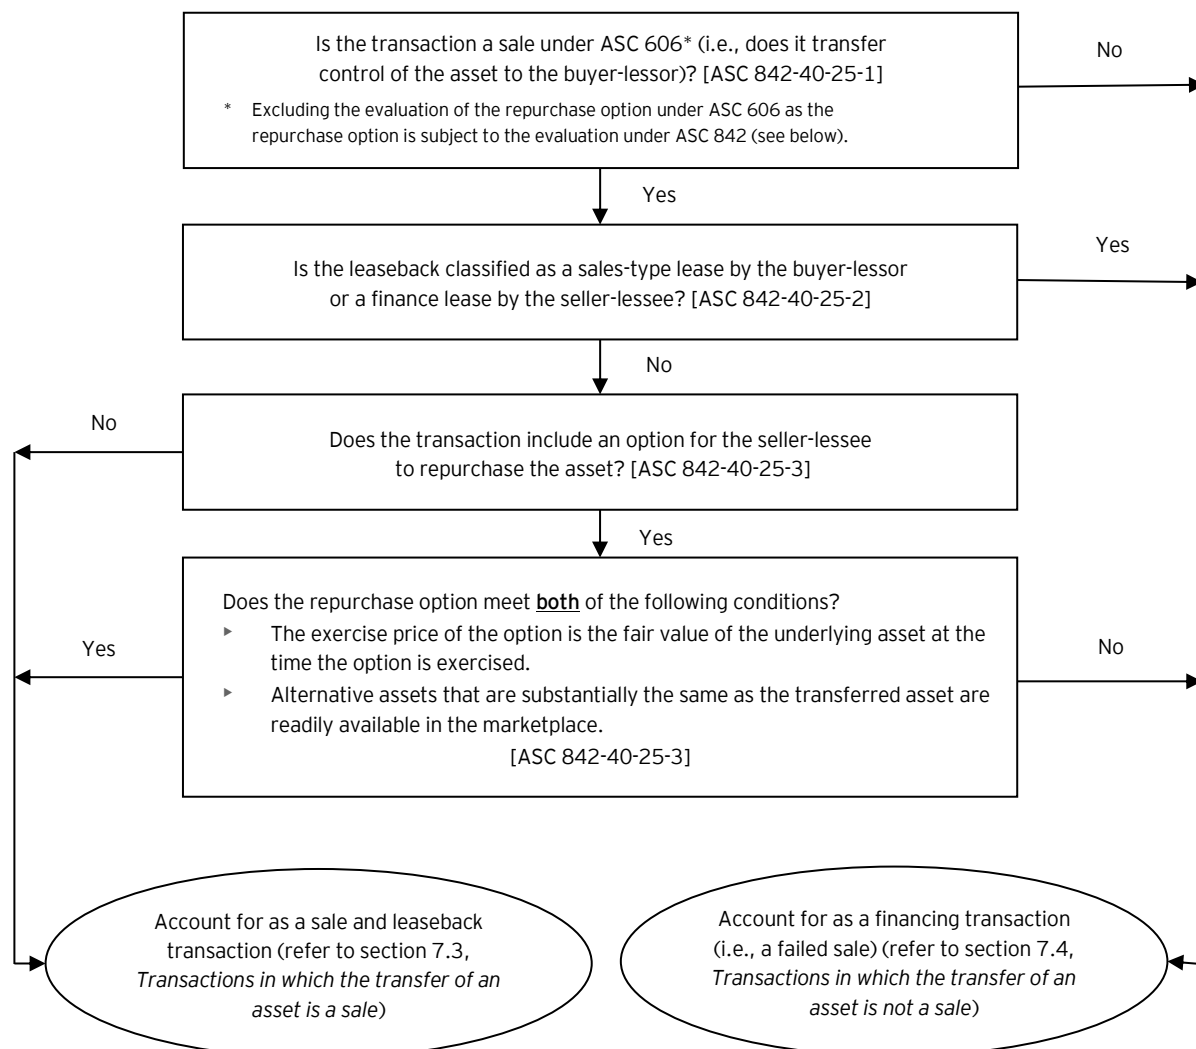 Is the transaction a sale under ASC 606* (i.e., does it transfer
control of the asset to the buyer-lessor)? [ASC 842-40-25-1]
* Excluding the evaluation of the repurchase option under ASC 606 as the
repurchase option is subject to the evaluation under ASC 842 (see below).
No
Yes
Is the leaseback classified as a sales-type lease by the buyer-lessor
or a finance lease by the seller-lessee? [ASC 842-40-25-2]
Yes
No
No
Does the transaction include an option for the seller-lessee
to repurchase the asset? [ASC 842-40-25-3]
Yes
Does the repurchase option meet both of the following conditions?
► The exercise price of the option is the fair value of the underlying asset at the
time the option is exercised.
► Alternative assets that are substantially the same as the transferred asset are
readily available in the marketplace.
[ASC 842-40-25-3]
Yes
No
Account for as a sale and leaseback
transaction (refer to section 7.3,
Transactions in which the transfer of an
asset is a sale)
Account for as a financing transaction
(i.e., a failed sale) (refer to section 7.4,
Transactions in which the transfer of an
asset is not a sale)